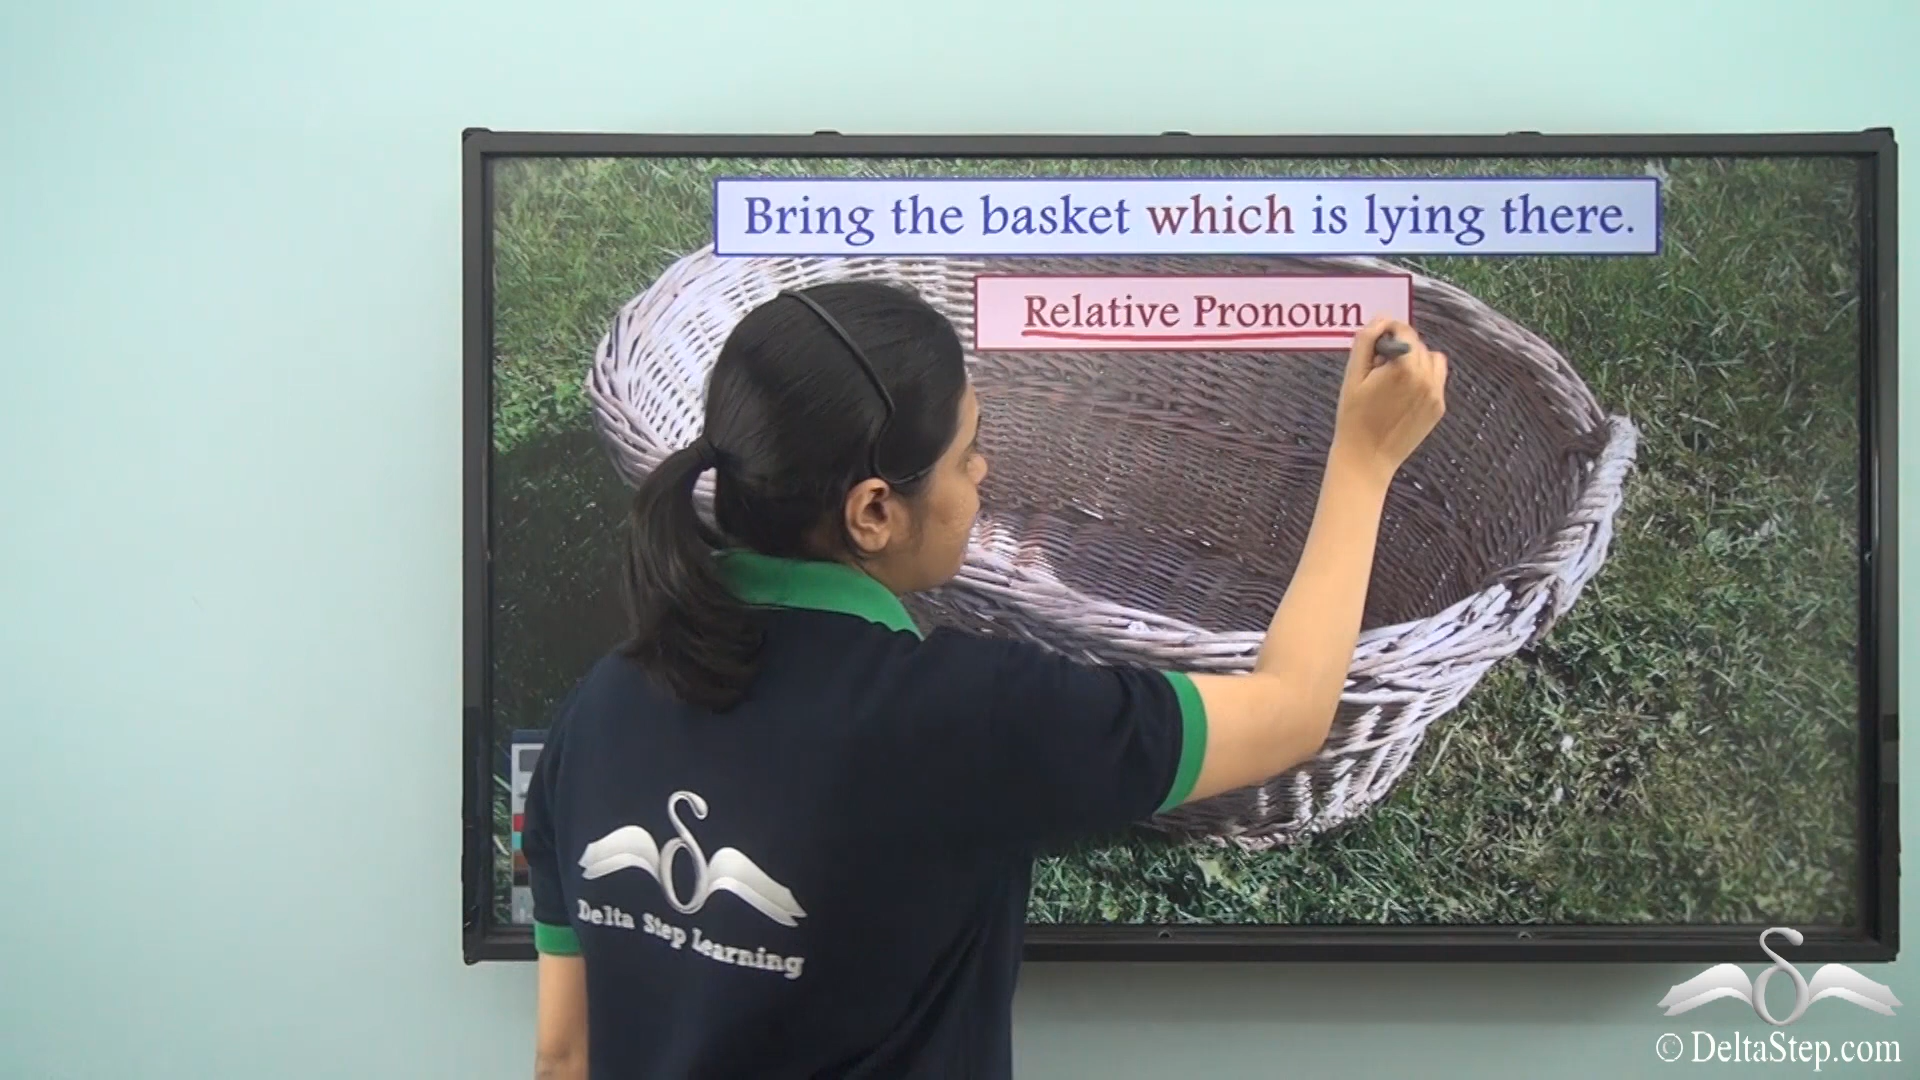 Bring the basket which is lying there.
Relative Pronoun
Delta Step Learning
© DeltaStep.com